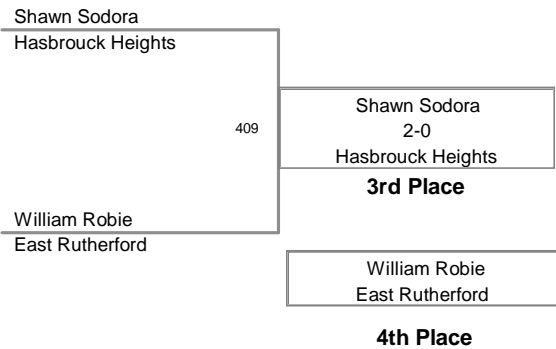 Shawn Sodora
Hasbrouck Heights
409
Shawn Sodora
2-0
Hasbrouck Heights
3rd Place
William Robie
East Rutherford
William Robie
East Rutherford
4th Place